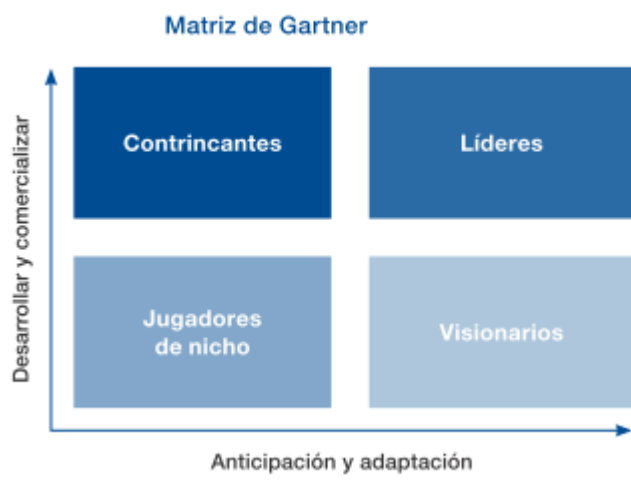 Matriz de Gartner
Desarrollar y comercializar
Contrincantes
Líderes
Jugadores
de nicho
Visionarios
Anticipación y adaptación